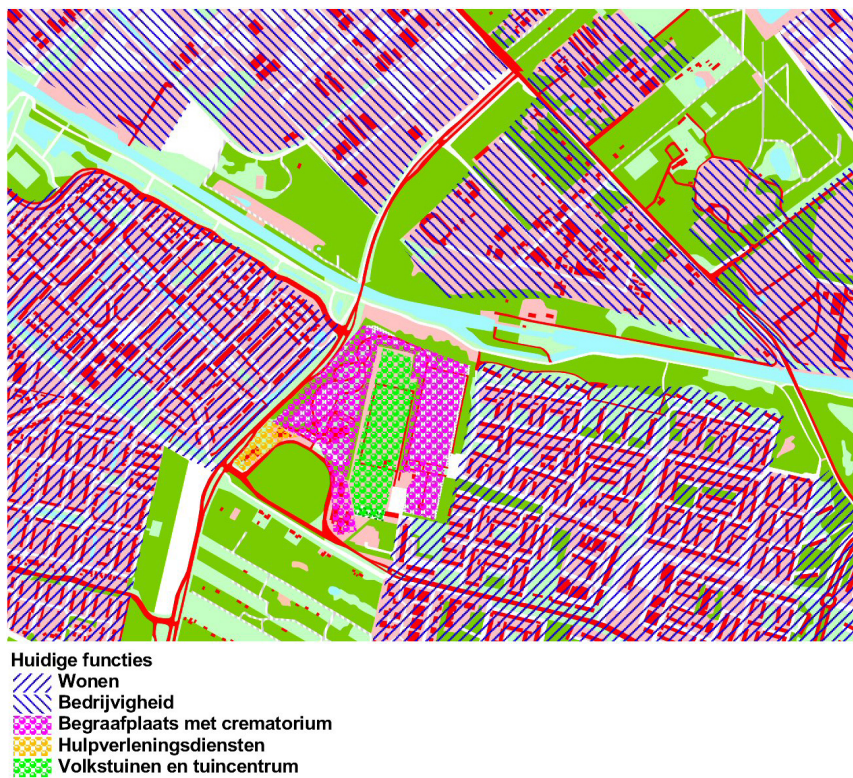 Huidige functies
Wonen
Bedrijvigheid
Begraafplaats met crematorium
Hulpverleningsdiensten
Volkstuinen en tuincentrum